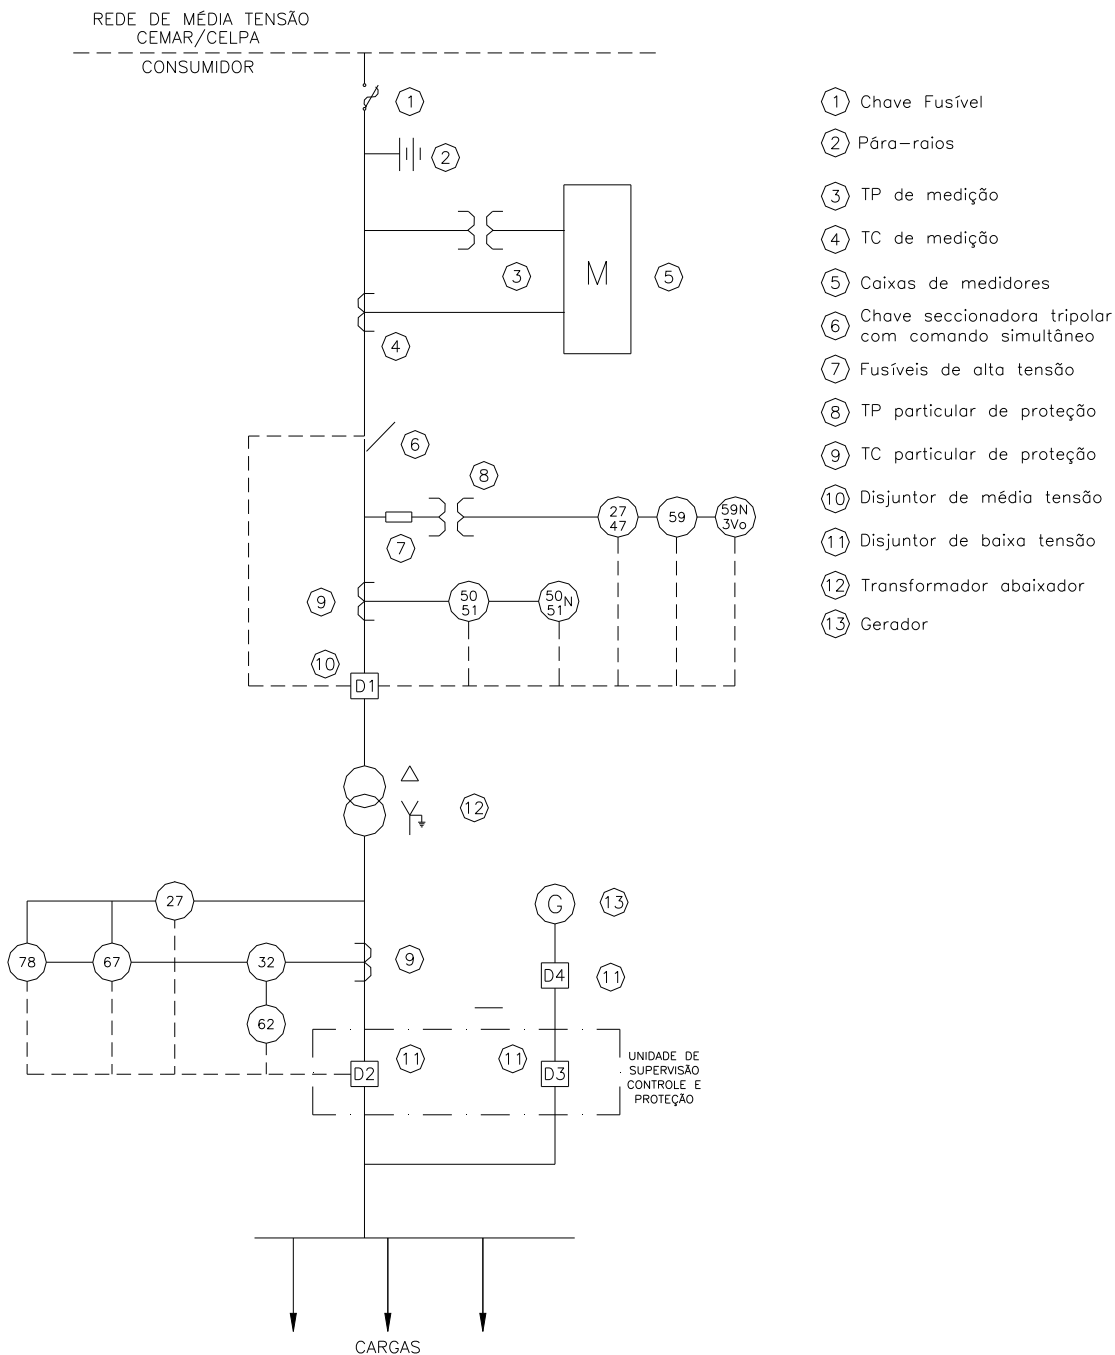 REDE DE MÉDIA TENSÃO
CEMAR/CELPA
CONSUMIDOR
1
2
3
M
5
4
6
8
7
27
47
59
59N
3Vo
9
50
51
50N
51
10
D1
12
27
78
67
32
62
9
G
13
D4
11
11
11
D2
D3
UNIDADE DE
SUPERVISÃO
CONTROLE E
PROTEÇÃO
CARGAS
1 Chave Fusível
2 Pára-raios
3 TP de medição
4 TC de medição
5 Caixas de medidores
6 Chave seccionadora tripolar
com comando simultâneo
7 Fusíveis de alta tensão
8 TP particular de proteção
9 TC particular de proteção
10 Disjuntor de média tensão
11 Disjuntor de baixa tensão
12 Transformador abaixador
13 Gerador